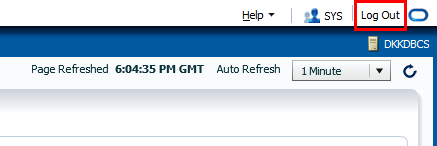 Help SYS Log Out
DKKDBCS
Page Refreshed 6:04:35 PM GMT Auto Refresh 1 Minute